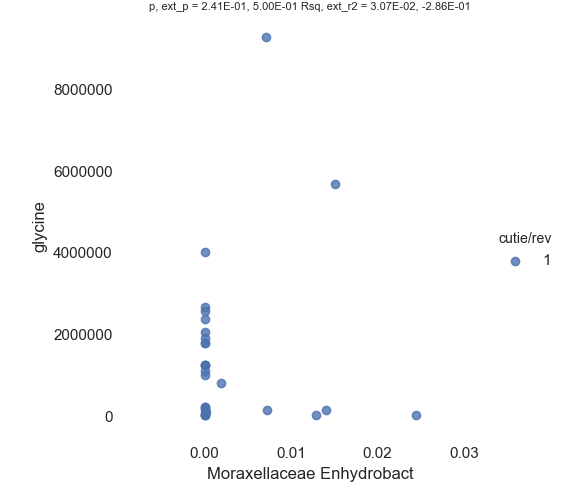 p, ext_p = 2.41E-01, 5.00E-01 Rsq, ext_r2 = 3.07E-02, -2.86E-01
8000000
6000000
4000000
2000000
0
glycine
cutie/rev
1
0.00 0.01 0.02 0.03
Moraxellaceae Enhydrobact